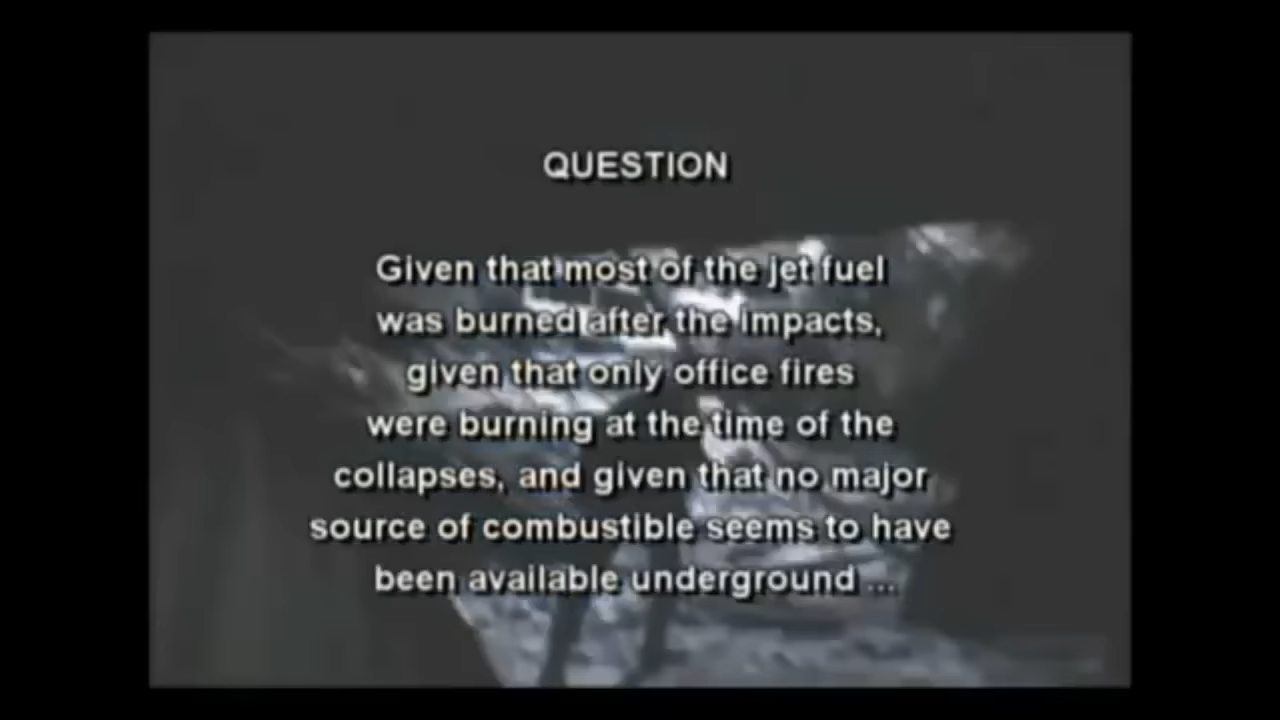 QUESTION
Given that most of the jet fuel
was burned after the impacts,
given that only office fires
were burning at the time of the
collapses, and given that no major
source of combustible seems to have
been available underground ...